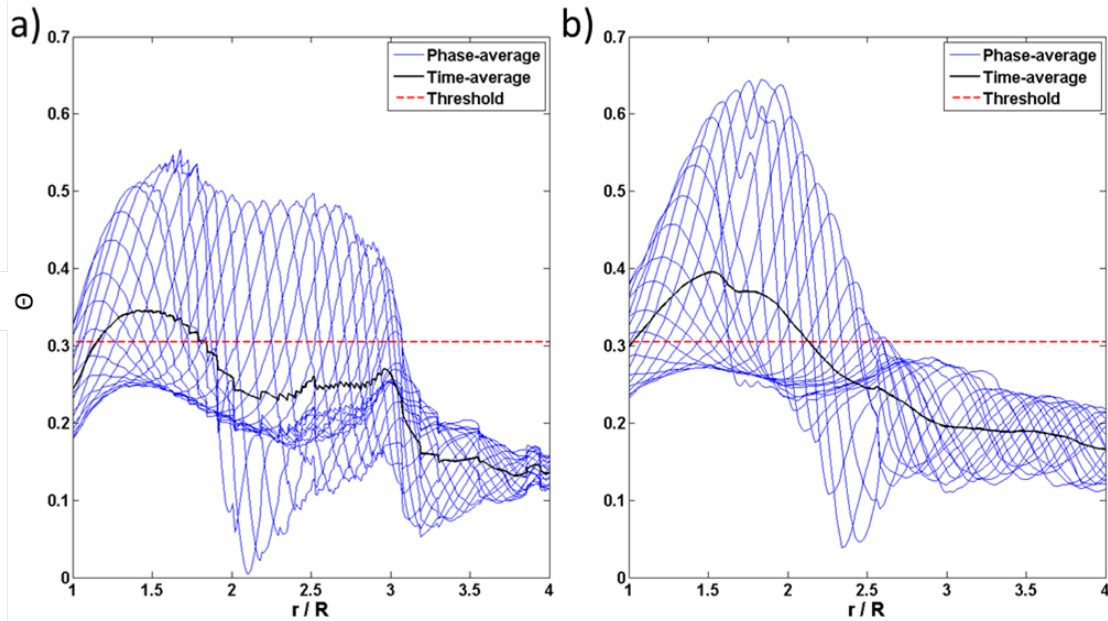 a)
0.7
0.6
0.5
0.4
0.3
0.2
0.1
0
Θ
1
1.5
2
2.5
3
3.5
4
r / R
Phase-average
Time-average
Threshold
b)
0.7
0.6
0.5
0.4
0.3
0.2
0.1
0
1
1.5
2
2.5
3
3.5
4
r / R
Phase-average
Time-average
Threshold